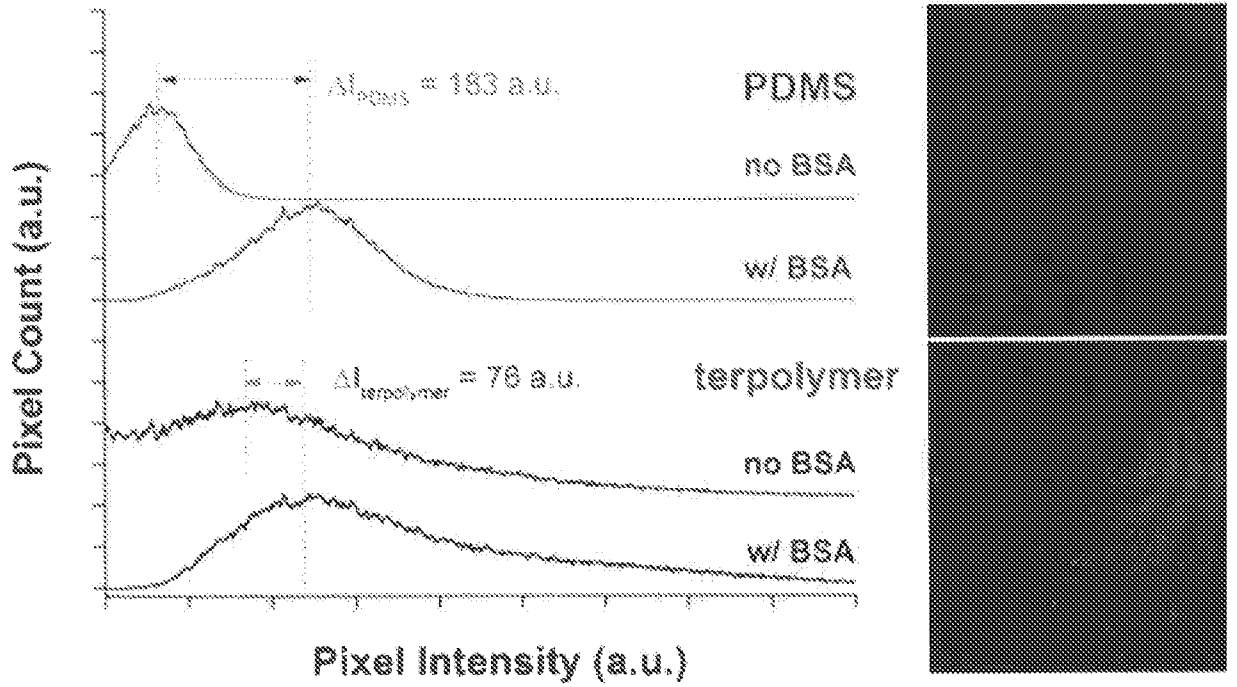 Pixel Count (a.u.)
ΔI_PDMS = 183 a.u.
PDMS
no BSA
w/ BSA
ΔI_terpolymer = 76 a.u.
terpolymer
no BSA
w/ BSA
Pixel Intensity (a.u.)